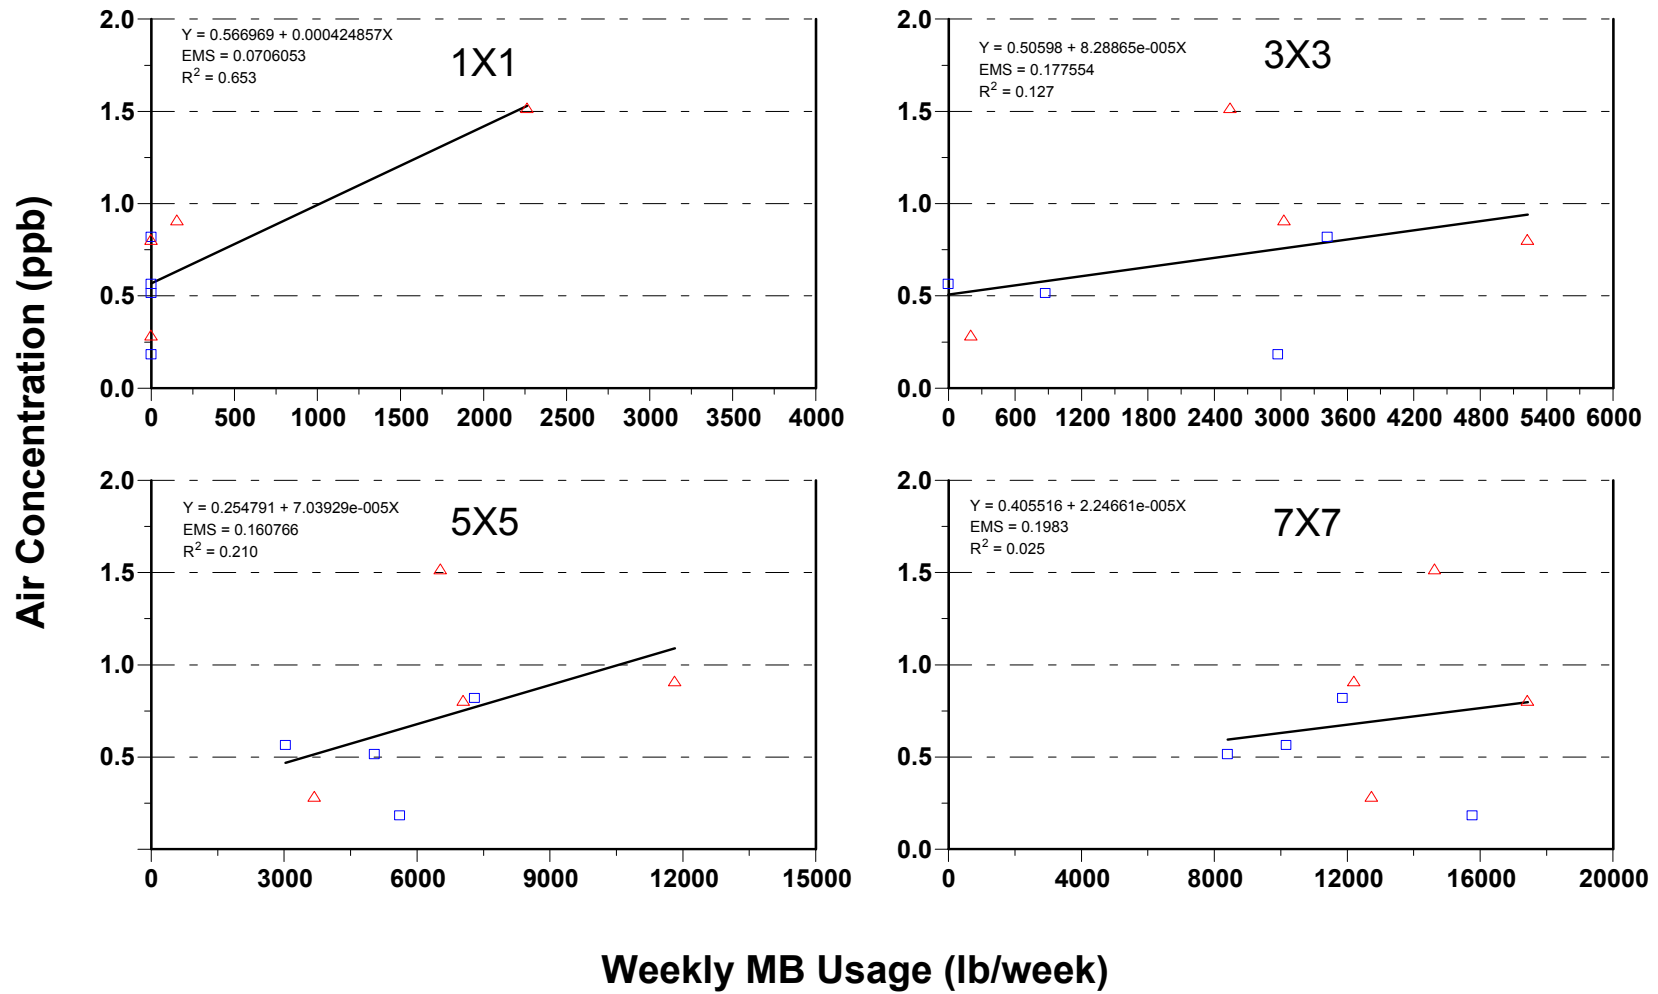 Air Concentration (ppb)
2.0
1.5
1.0
0.5
0.0
Y = 0.566969 + 0.000424857X
EMS = 0.0706053
R2 = 0.653
1X1
0 500 1000 1500 2000 2500 3000 3500 4000
2.0
1.5
1.0
0.5
0.0
Y = 0.50598 + 8.28865e-005X
EMS = 0.177554
R2 = 0.127
3X3
0 600 1200 1800 2400 3000 3600 4200 4800 5400 6000
2.0
1.5
1.0
0.5
Y = 0.254791 + 7.03929e-005X
EMS = 0.160766
R2 = 0.210
5X5
0 3000 6000 9000 12000 15000
2.0
1.5
1.0
0.5
0.0
Y = 0.405516 + 2.24661e-005X
EMS = 0.1983
R2 = 0.025
7X7
0 4000 8000 12000 16000 20000
Weekly MB Usage (lb/week)